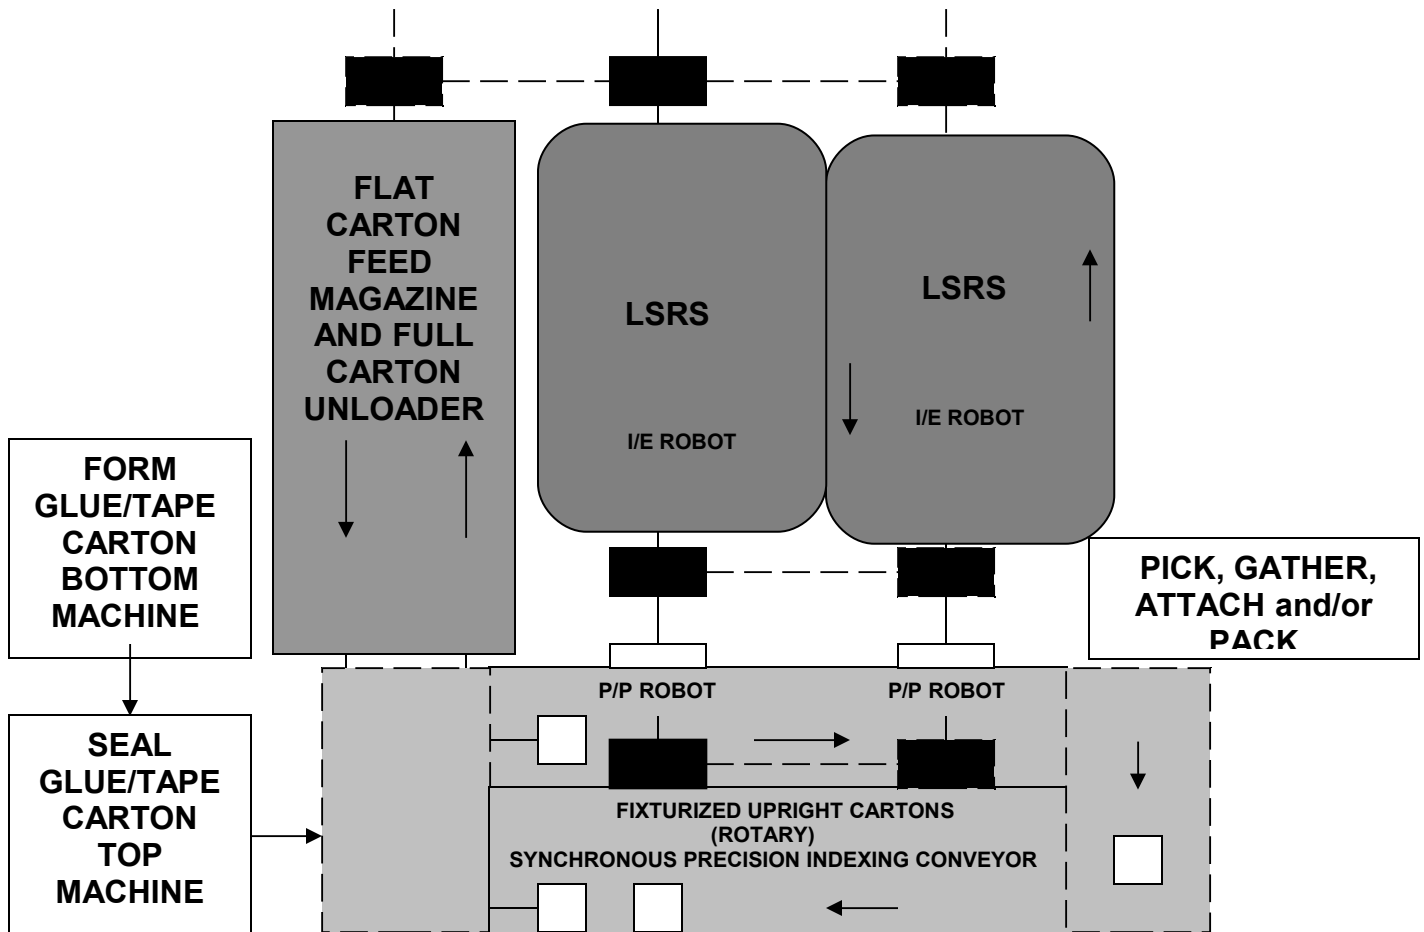 FLAT
CARTON
FEED
MAGAZINE
AND FULL
CARTON
UNLOADER
LSRS
I/E ROBOT
LSRS
I/E ROBOT
FORM
GLUE/TAPE
CARTON
BOTTOM
MACHINE
PICK, GATHER,
ATTACH and/or
PACK
P/P ROBOT
P/P ROBOT
SEAL
GLUE/TAPE
CARTON
TOP
MACHINE
FIXTURIZED UPRIGHT CARTONS
(ROTARY)
SYNCHRONOUS PRECISION INDEXING CONVEYOR